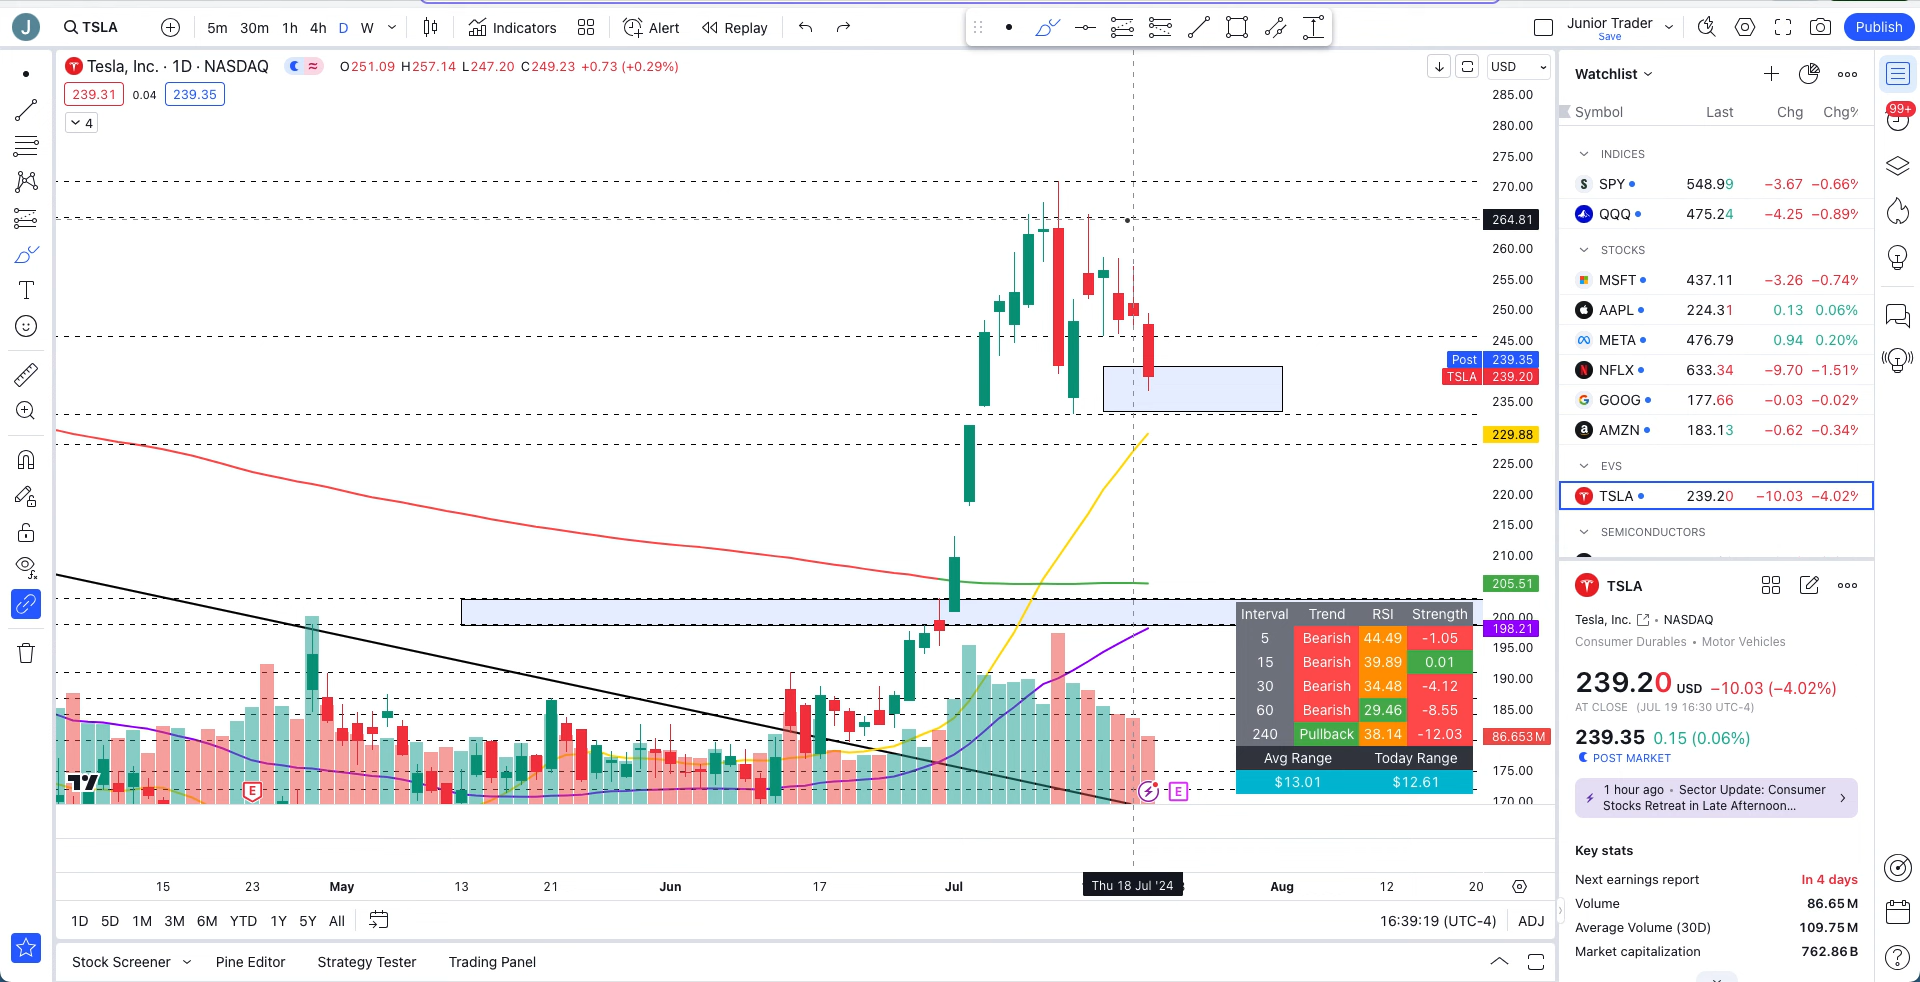 J
TSLA
5m 30m 1h 4h D W
Indicators
Alert
Replay
Junior Trader
Save
Publish
Tesla, Inc. · 1D · NASDAQ
O251.09 H257.14 L247.20 C249.23 +0.73 (+0.29%)
239.31 0.04 239.35
4
USD
285.00
280.00
275.00
270.00
264.81
260.00
255.00
250.00
245.00
Post 239.35
TSLA 239.20
235.00
229.88
225.00
220.00
215.00
210.00
205.51
200.00
198.21
195.00
190.00
185.00
86.653M
175.00
170.00
Interval Trend RSI Strength
5 Bearish 44.49 -1.05
15 Bearish 39.89 0.01
30 Bearish 34.48 -4.12
60 Bearish 29.46 -8.55
240 Pullback 38.14 -12.03
Avg Range Today Range
$13.01 $12.61
E
E
15 23 May 13 21 Jun 17 Jul Thu 18 Jul '24 Aug 12 20
1D 5D 1M 3M 6M YTD 1Y 5Y All
16:39:19 (UTC-4) ADJ
Stock Screener Pine Editor Strategy Tester Trading Panel
Watchlist
Symbol Last Chg Chg%
INDICES
SPY 548.99 −3.67 −0.66%
QQQ 475.24 −4.25 −0.89%
STOCKS
MSFT 437.11 −3.26 −0.74%
AAPL 224.31 0.13 0.06%
META 476.79 0.94 0.20%
NFLX 633.34 −9.70 −1.51%
GOOG 177.66 −0.03 −0.02%
AMZN 183.13 −0.62 −0.34%
EVS
TSLA 239.20 −10.03 −4.02%
SEMICONDUCTORS
TSLA
Tesla, Inc. • NASDAQ
Consumer Durables • Motor Vehicles
239.20 USD −10.03 (−4.02%)
AT CLOSE (JUL 19 16:30 UTC-4)
239.35 0.15 (0.06%)
POST MARKET
1 hour ago • Sector Update: Consumer
Stocks Retreat in Late Afternoon...
Key stats
Next earnings report In 4 days
Volume 86.65M
Average Volume (30D) 109.75M
Market capitalization 762.86B
99+